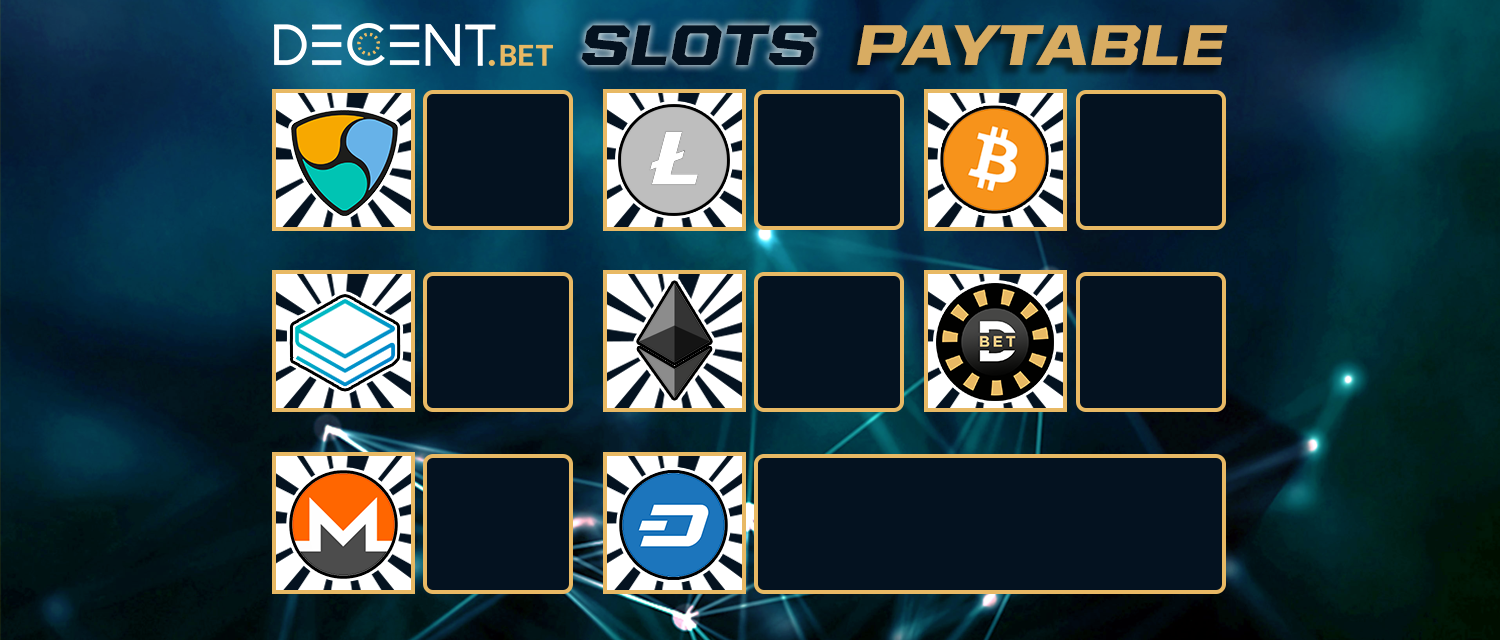 DECENT.BET SLOTS PAYTABLE
Ł
₿
D
BET